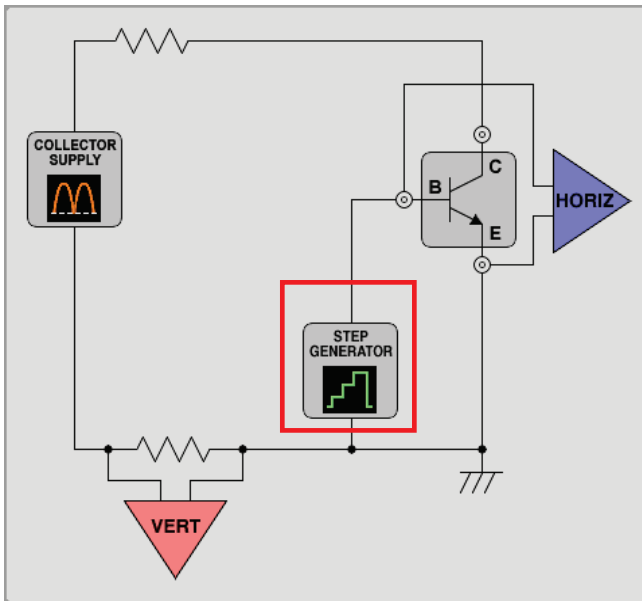 COLLECTOR
SUPPLY
C
B
E
HORIZ
STEP
GENERATOR
VERT